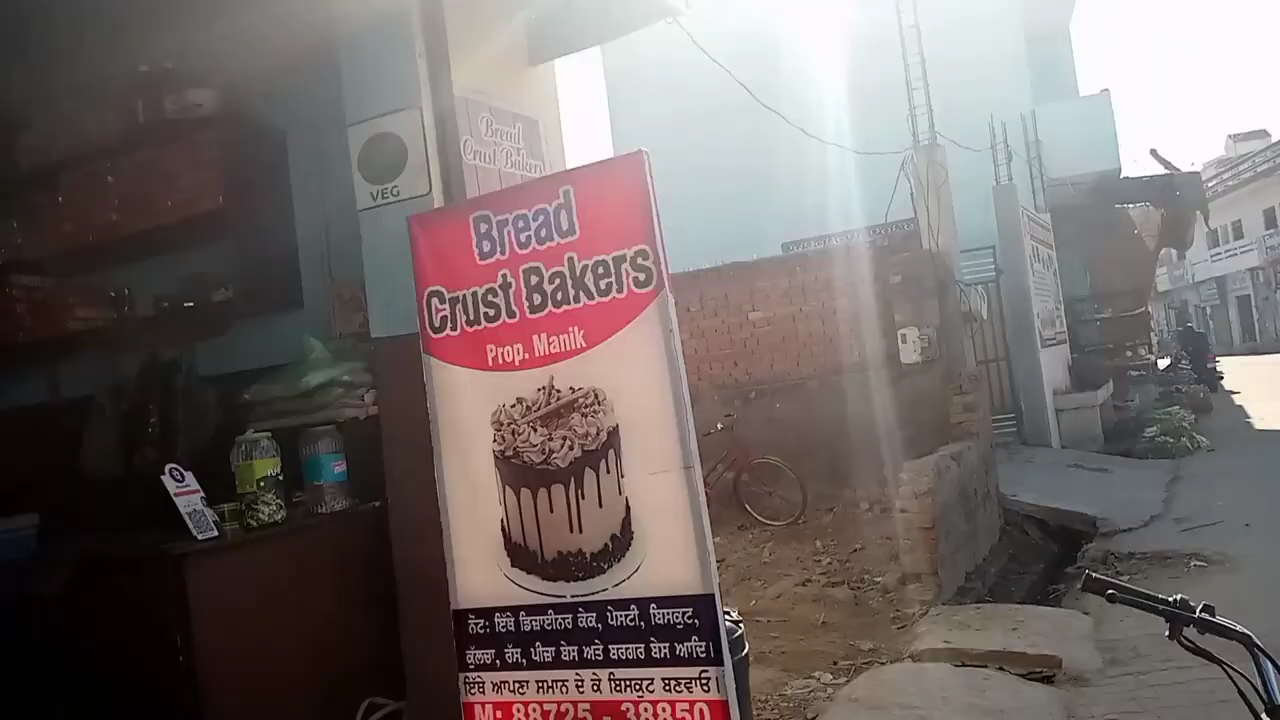 VEG
Bread
Crust Bakers
Bread
Crust Bakers
Prop. Manik
ਨੋਟ: ਇੱਥੇ ਡਿਜ਼ਾਈਨਰ ਕੇਕ, ਪੇਸਟੀ, ਬਿਸਕੁਟ,
ਕੁੱਲਚਾ, ਰੱਸ, ਪੀਜ਼ਾ ਬੇਸ ਅਤੇ ਬਰਗਰ ਬੇਸ ਆਦਿ।
ਇੱਥੇ ਆਪਣਾ ਸਮਾਨ ਦੇ ਕੇ ਬਿਸਕੁਟ ਬਣਵਾਓ।
M: 88725 - 38850